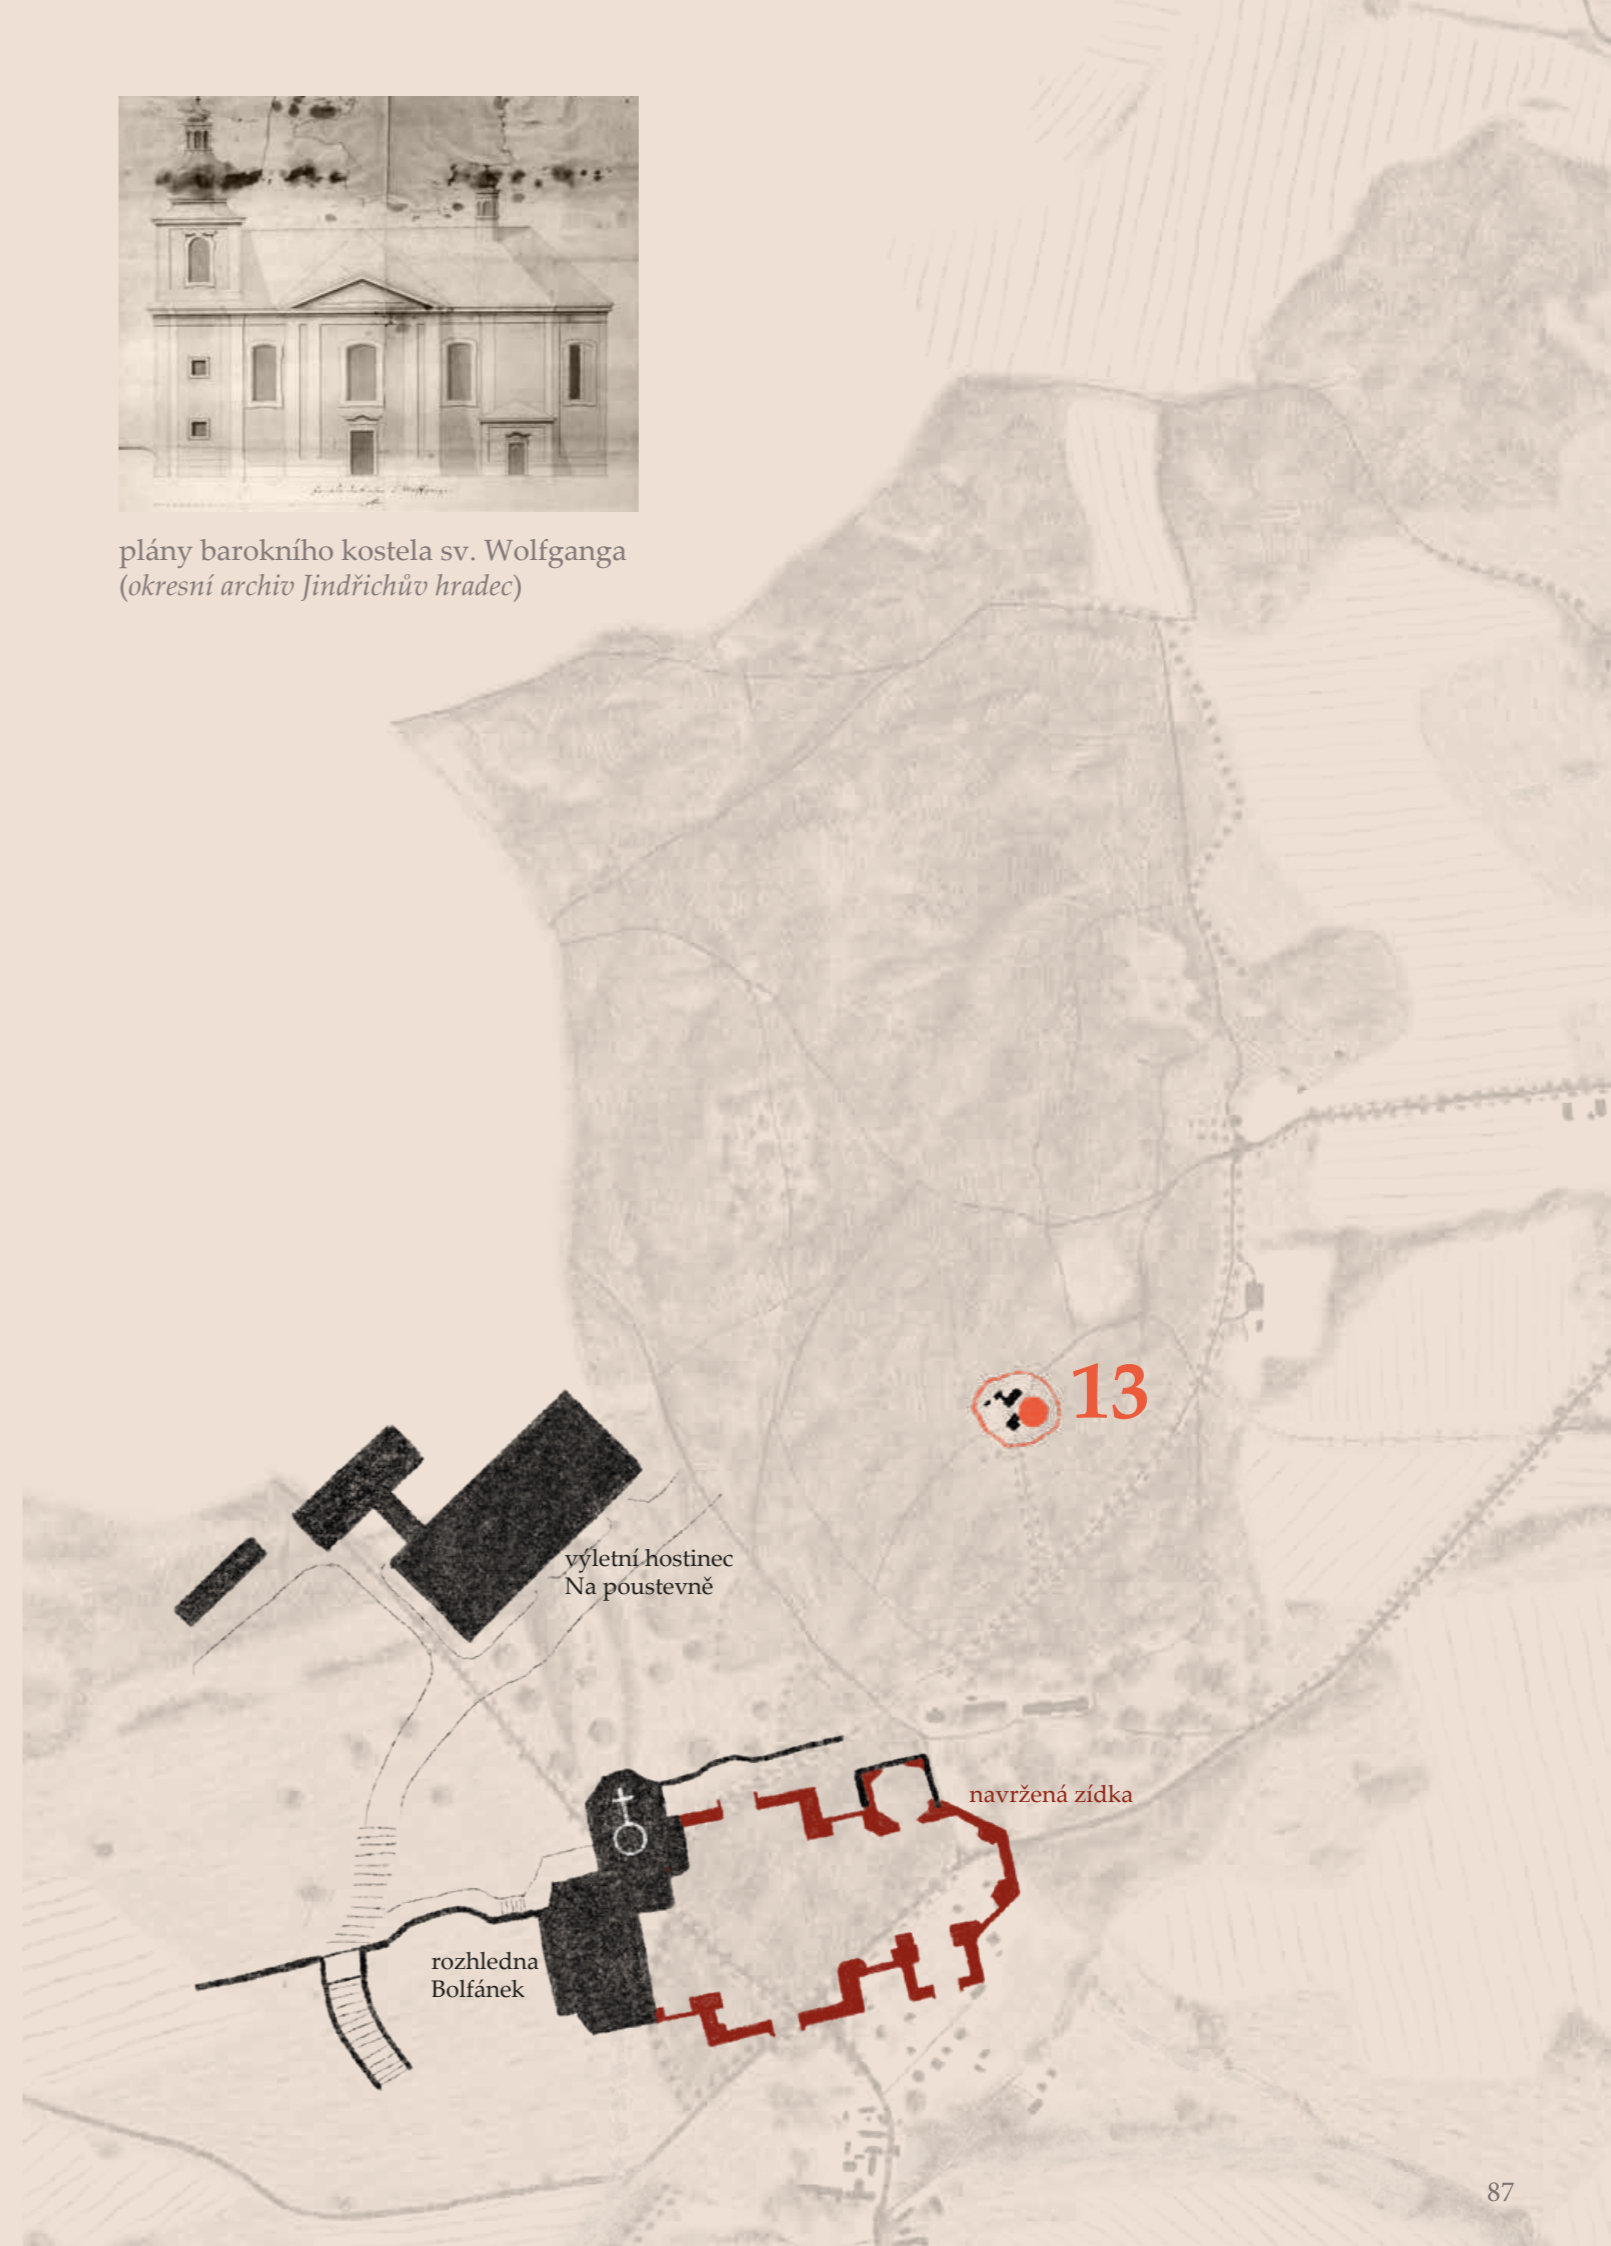 plány barokního kostela sv. Wolfganga
(okresní archiv Jindřichův hradec)
13
výletní hostinec
Na poustevně
navržená zídka
rozhledna
Bolfánek
87